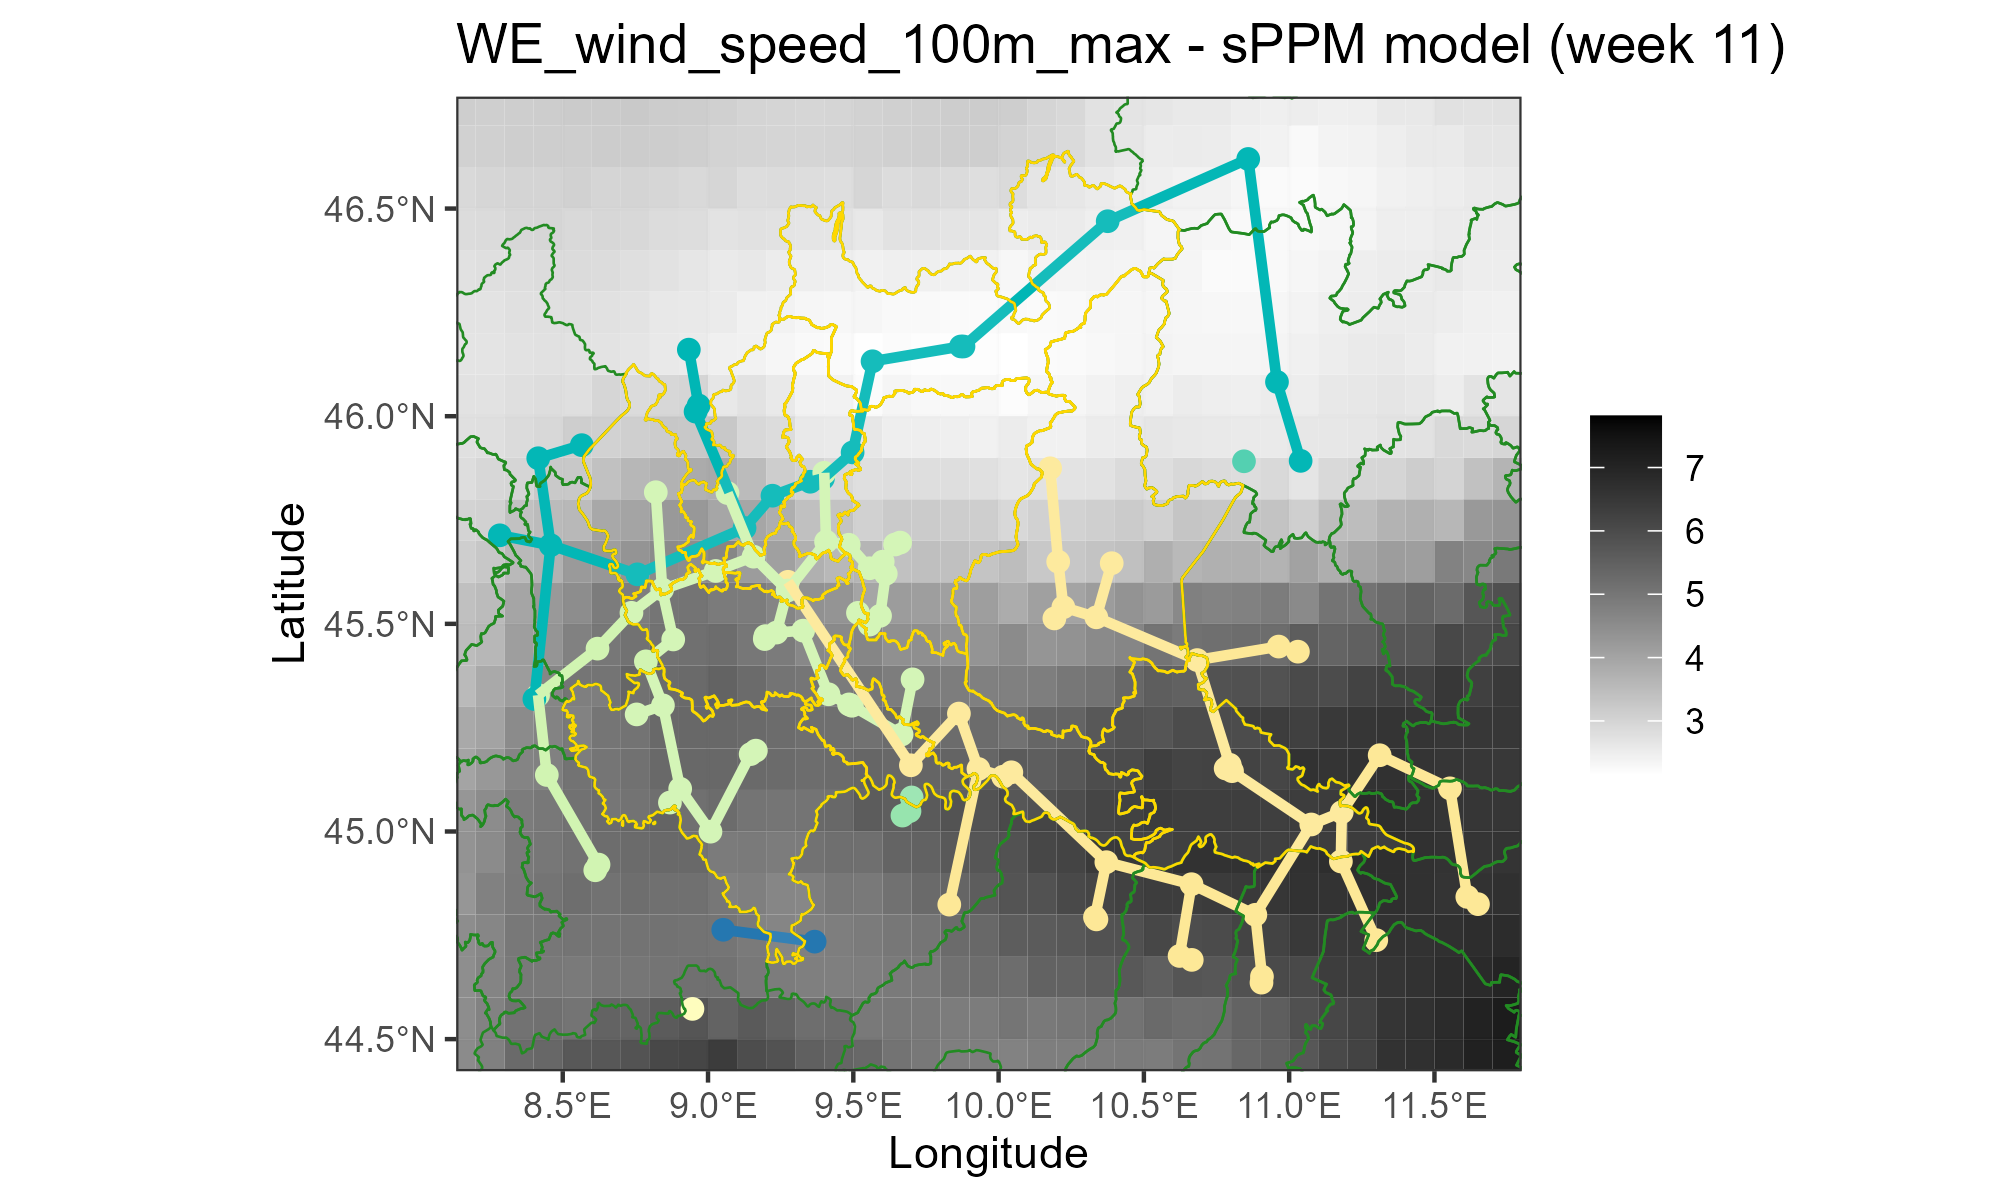 WE_wind_speed_100m_max - sPPM model (week 11)
46.5°N
46.0°N
45.5°N
45.0°N
44.5°N
Latitude
8.5°E 9.0°E 9.5°E 10.0°E 10.5°E 11.0°E 11.5°E
Longitude
7
6
5
4
3